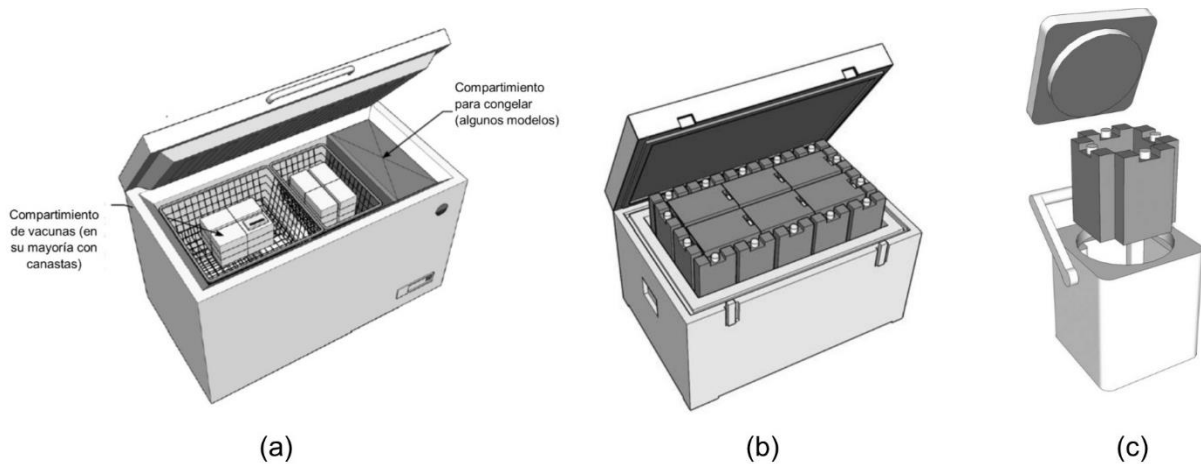 Compartimiento
para congelar
(algunos modelos)
Compartimiento
de vacunas (en
su mayoría con
canastas)
(a)
(b)
(c)